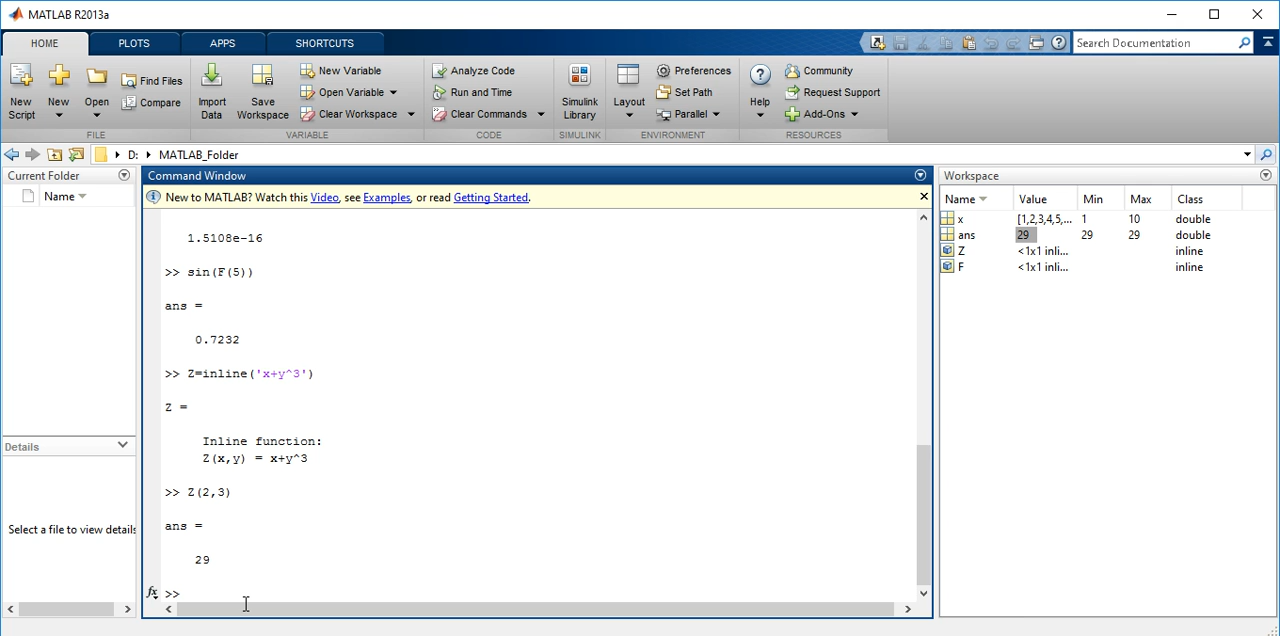 MATLAB R2013a
HOME PLOTS APPS SHORTCUTS
Search Documentation
New Script
New
Open
Find Files
Compare
Import Data
Save Workspace
New Variable
Open Variable
Clear Workspace
Analyze Code
Run and Time
Clear Commands
Simulink Library
Layout
Preferences
Set Path
Parallel
Help
Community
Request Support
Add-Ons
FILE VARIABLE CODE SIMULINK ENVIRONMENT RESOURCES
D: MATLAB_Folder
Current Folder
Name
Details
Select a file to view details
Command Window
New to MATLAB? Watch this Video, see Examples, or read Getting Started.
1.5108e-16
>> sin(F(5))
ans =
0.7232
>> Z=inline('x+y^3')
Z =
Inline function:
Z(x,y) = x+y^3
>> Z(2,3)
ans =
29
fx >>
Workspace
Name Value Min Max Class
x [1,2,3,4,5,... 1 10 double
ans 29 29 29 double
Z <1x1 inli... inline
F <1x1 inli... inline